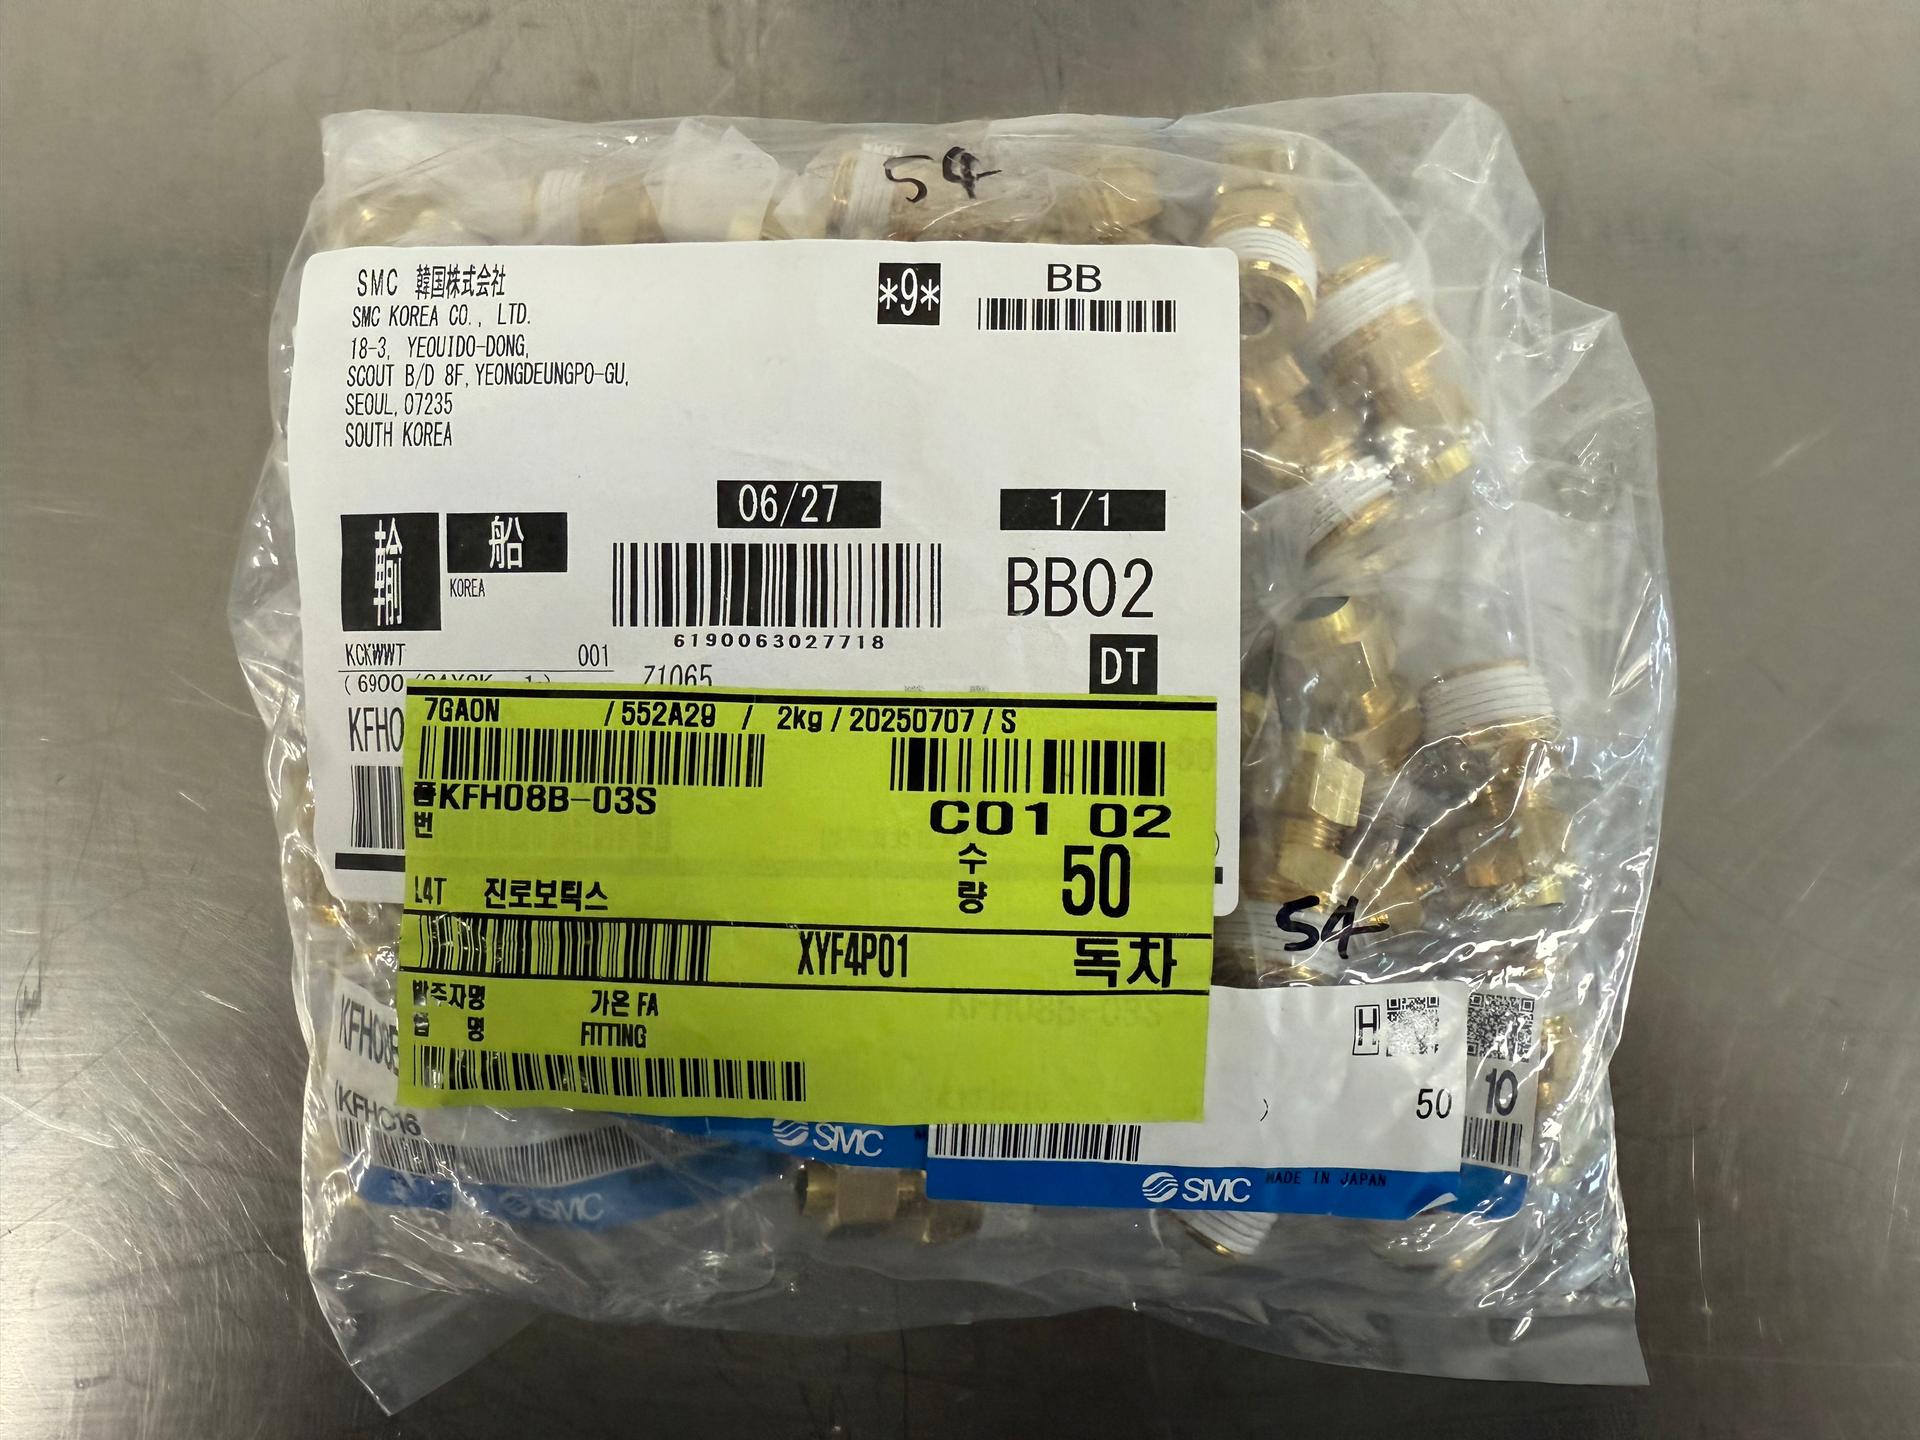 54
SMC 韓国株式会社
SMC KOREA CO., LTD.
18-3, YEOUIDO-DONG,
SCOUT B/D 8F, YEONGDEUNGPO-GU,
SEOUL, 07235
SOUTH KOREA
*9*
BB
06/27
1/1
輸
船
KOREA
6190063027718
BB02
DT
KCKWWT 001
(6900
Z1065
KFH0
7GAON / 552A29 / 2kg / 20250707 / S
품번 KFH08B-03S
C01 02
수량 50
L4T 진로보틱스
XYF4P01 독차
발주자명 가온 FA
품 명 FITTING
54
KFH08B
(KFHC16
H
50
10
SMC
SMC
SMC
MADE IN JAPAN